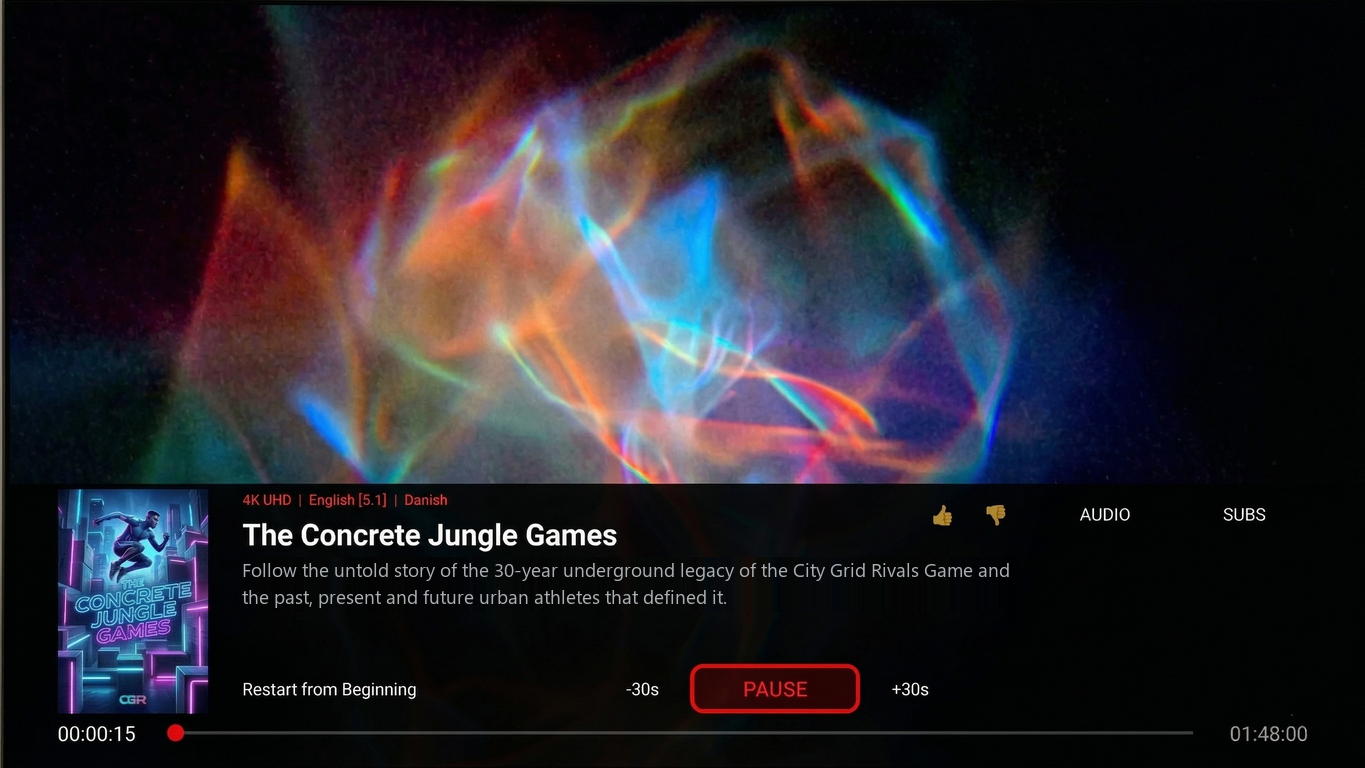 4K UHD | English [5.1] | Danish
The Concrete Jungle Games
Follow the untold story of the 30-year underground legacy of the City Grid Rivals Game and
the past, present and future urban athletes that defined it.
AUDIO
SUBS
THE
CONCRETE
JUNGLE
GAMES
CGR
Restart from Beginning
-30s
PAUSE
+30s
00:00:15
01:48:00